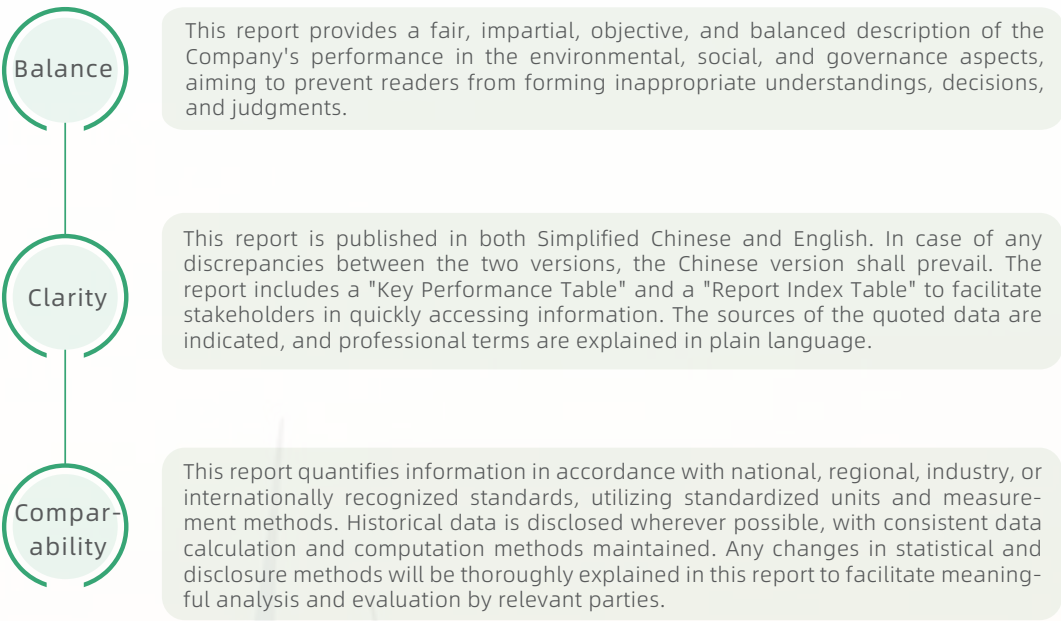 Balance
This report provides a fair, impartial, objective, and balanced description of the
Company's performance in the environmental, social, and governance aspects,
aiming to prevent readers from forming inappropriate understandings, decisions,
and judgments.
Clarity
This report is published in both Simplified Chinese and English. In case of any
discrepancies between the two versions, the Chinese version shall prevail. The
report includes a "Key Performance Table" and a "Report Index Table" to facilitate
stakeholders in quickly accessing information. The sources of the quoted data are
indicated, and professional terms are explained in plain language.
Compar-
ability
This report quantifies information in accordance with national, regional, industry, or
internationally recognized standards, utilizing standardized units and measure-
ment methods. Historical data is disclosed wherever possible, with consistent data
calculation and computation methods maintained. Any changes in statistical and
disclosure methods will be thoroughly explained in this report to facilitate meaning-
ful analysis and evaluation by relevant parties.